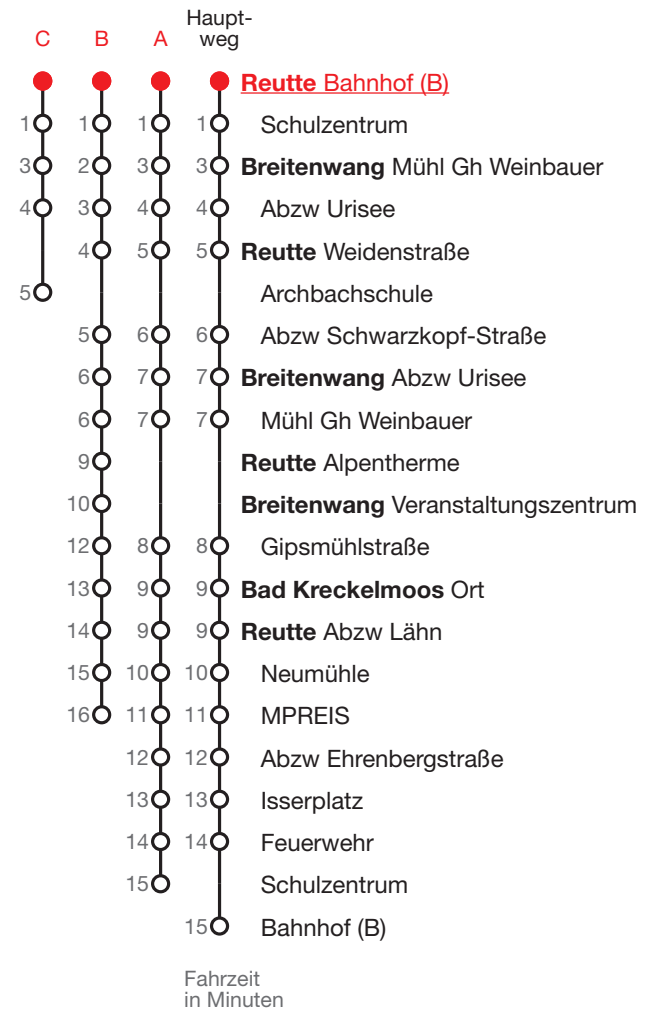 Haupt-
C B A weg
Reutte Bahnhof (B)
1 1 1 1 Schulzentrum
3 2 3 3 Breitenwang Mühl Gh Weinbauer
4 3 4 4 Abzw Urisee
4 5 5 Reutte Weidenstraße
5 Archbachschule
5 6 6 Abzw Schwarzkopf-Straße
6 7 7 Breitenwang Abzw Urisee
6 7 7 Mühl Gh Weinbauer
9 Reutte Alpentherme
10 Breitenwang Veranstaltungszentrum
12 8 8 Gipsmühlstraße
13 9 9 Bad Kreckelmoos Ort
14 9 9 Reutte Abzw Lähn
15 10 10 Neumühle
16 11 11 MPREIS
12 12 Abzw Ehrenbergstraße
13 13 Isserplatz
14 14 Feuerwehr
15 Schulzentrum
15 Bahnhof (B)
Fahrzeit
in Minuten